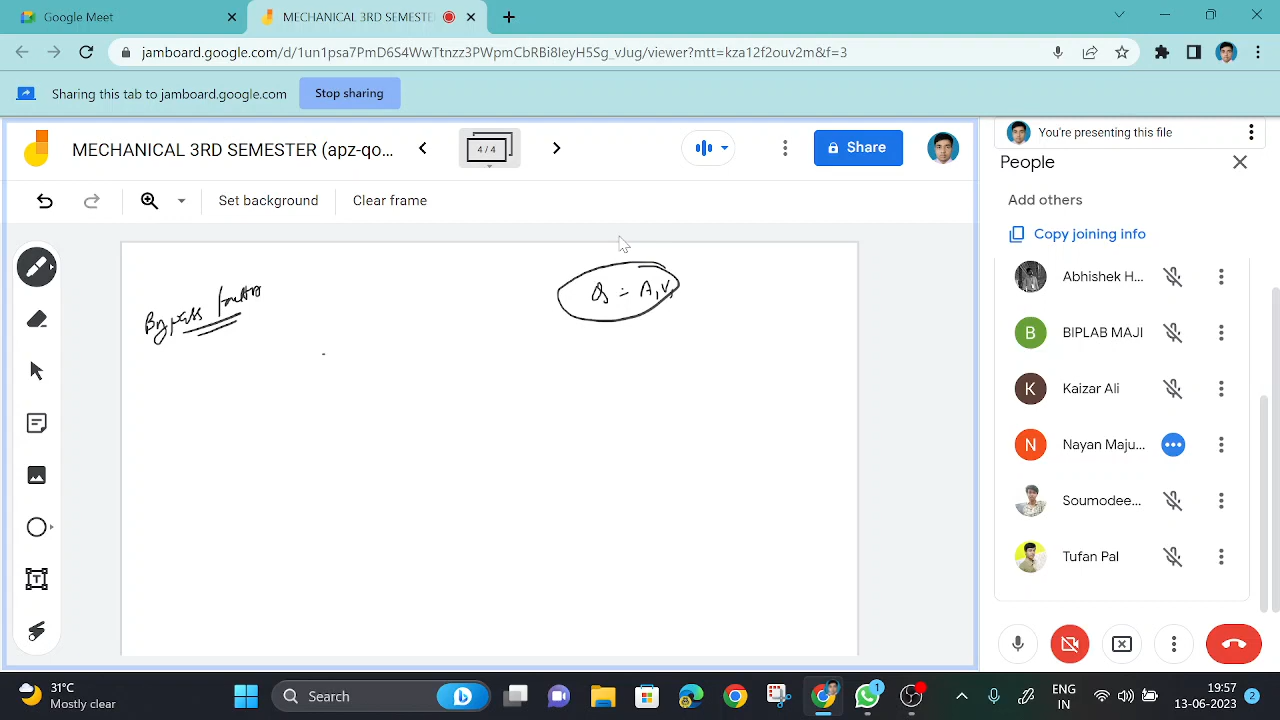 Google Meet
MECHANICAL 3RD SEMESTE
jamboard.google.com/d/1un1psa7PmD6S4WwTtnzz3PWpmCbRBi8IeyH5Sg_vJug/viewer?mtt=kza12f2ouv2m&f=3
Sharing this tab to jamboard.google.com
Stop sharing
MECHANICAL 3RD SEMESTER (apz-qo...
4 / 4
Share
You're presenting this file
People
Set background
Clear frame
Add others
Copy joining info
Bypass factor
Q = A₁V₁
Abhishek H...
B
BIPLAB MAJI
K
Kaizar Ali
N
Nayan Maju...
Soumodee...
Tufan Pal
31°C
Mostly clear
Search
1
ENG
IN
19:57
13-06-2023
2